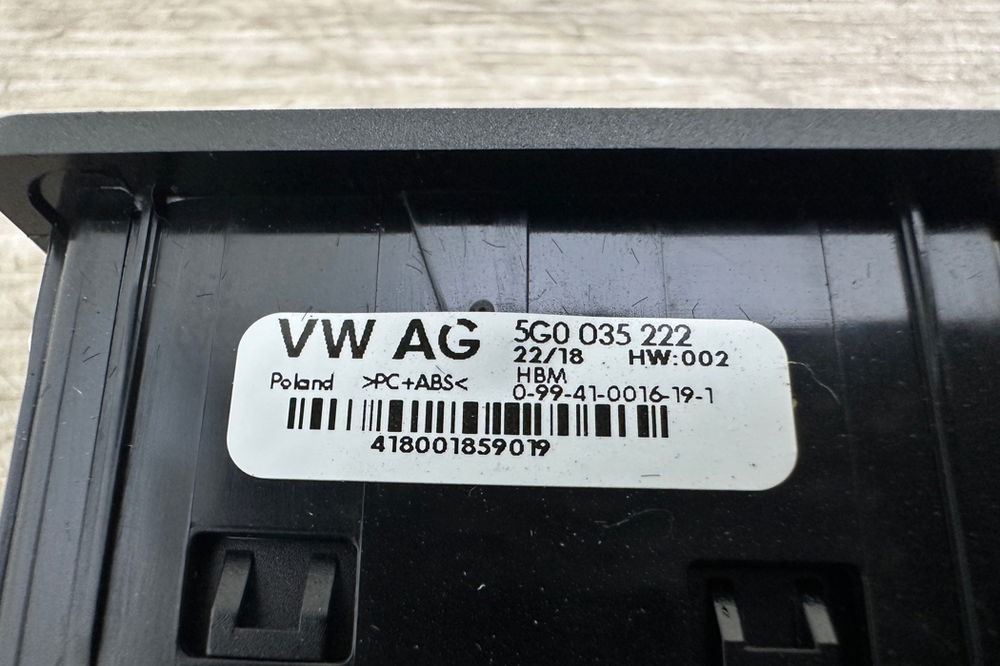 VW AG 5G0 035 222
22/18 HW:002
Poland >PC+ABS< HBM
0-99-41-0016-19-1
418001859019